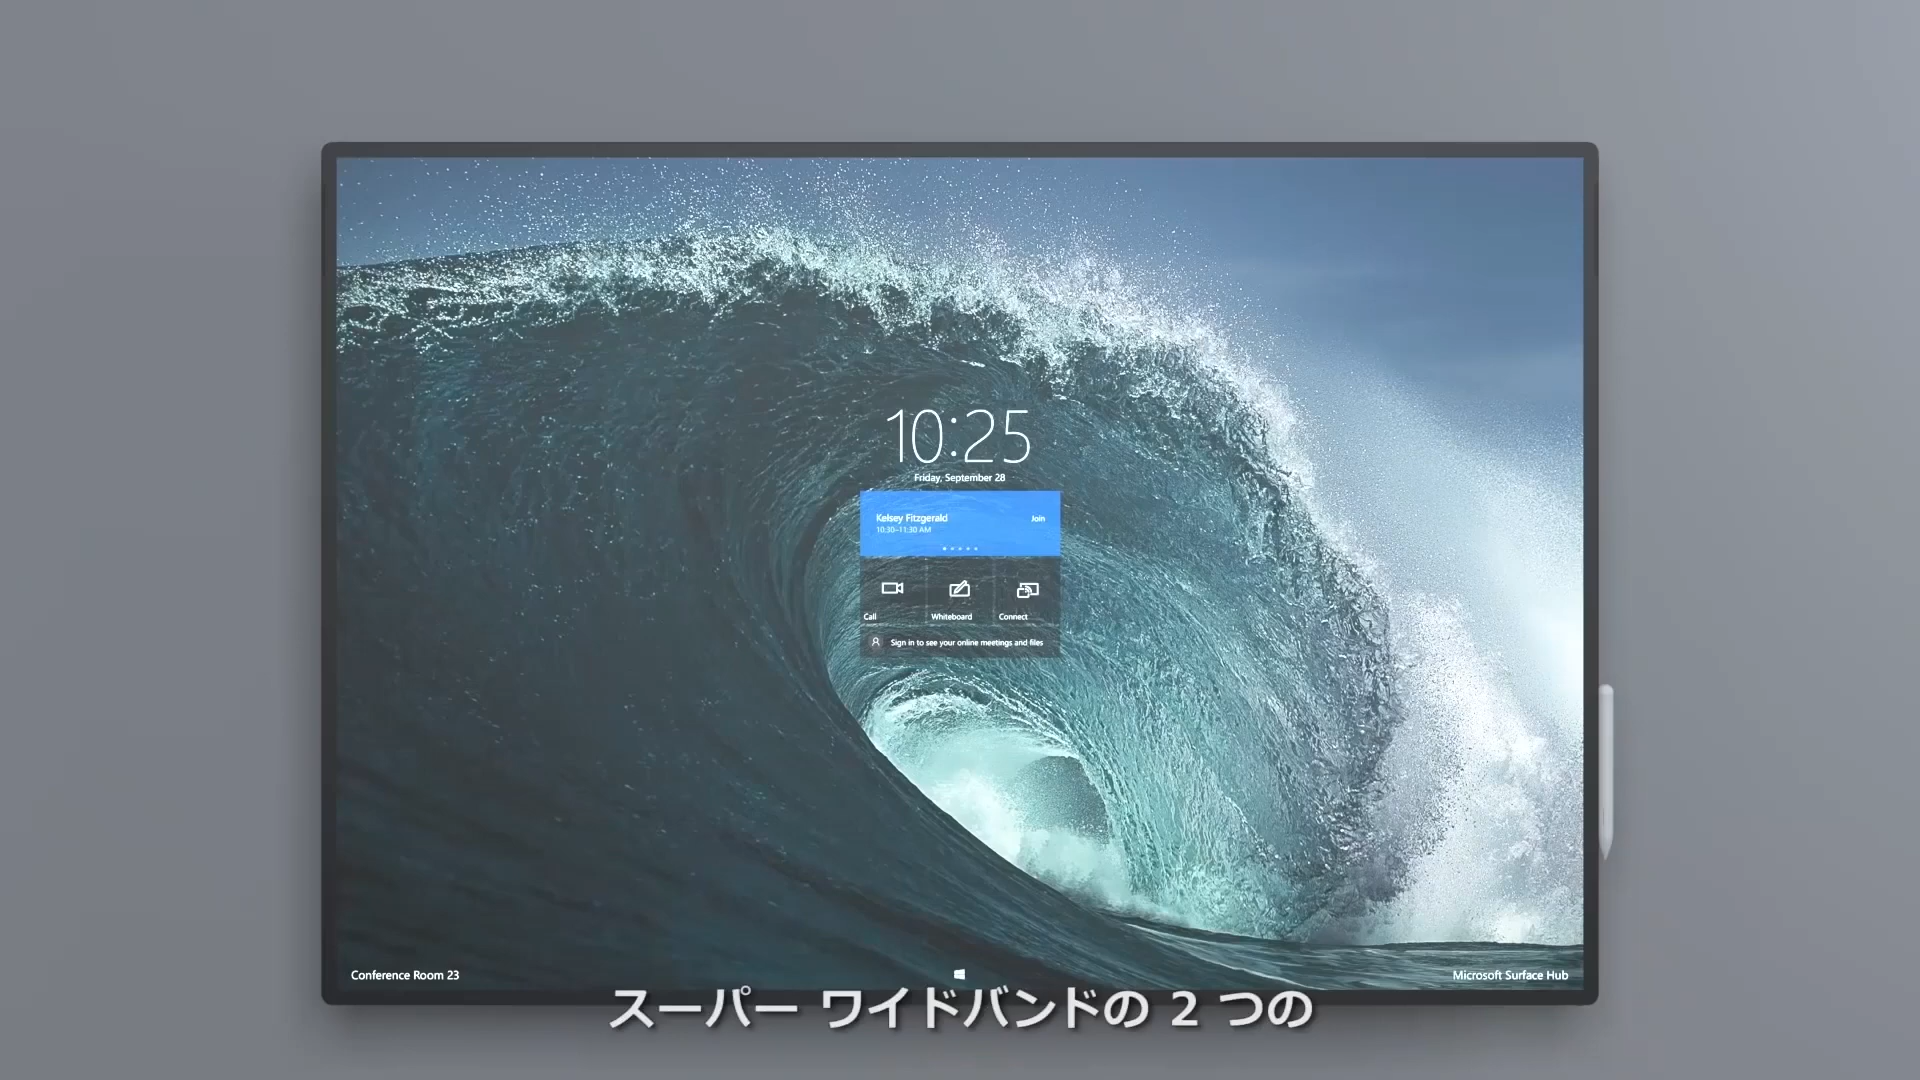 10:25
Friday, September 28
Kelsey Fitzgerald
Join
10:30–11:30 AM
Call
Whiteboard
Connect
Sign in to see your online meetings and files
Conference Room 23
Microsoft Surface Hub
スーパー ワイドバンドの 2 つの